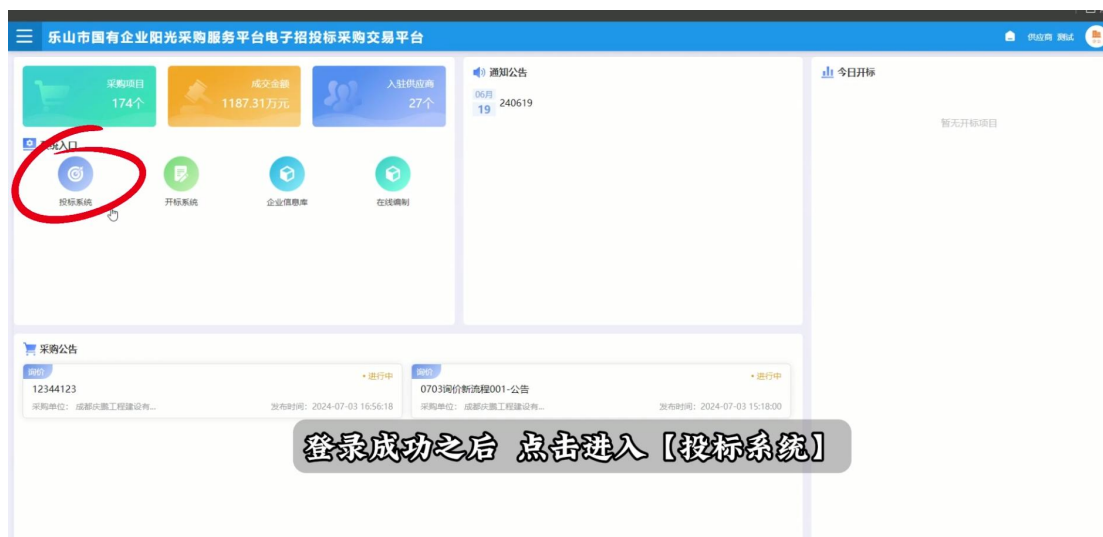 乐山市国有企业阳光采购服务平台电子招投标采购交易平台
供应商 测试
采购项目
174个
成交金额
1187.31万元
入驻供应商
27个
投标系统
开标系统
企业信息库
在线编制
通知公告
06月
19
240619
今日开标
暂无开标项目
采购公告
询价
进行中
12344123
采购单位： 成都庆鹏工程建设有...
发布时间： 2024-07-03 16:56:18
询价
进行中
0703询价新流程001-公告
采购单位： 成都庆鹏工程建设有...
发布时间： 2024-07-03 15:18:00
登录成功之后 点击进入【投标系统】